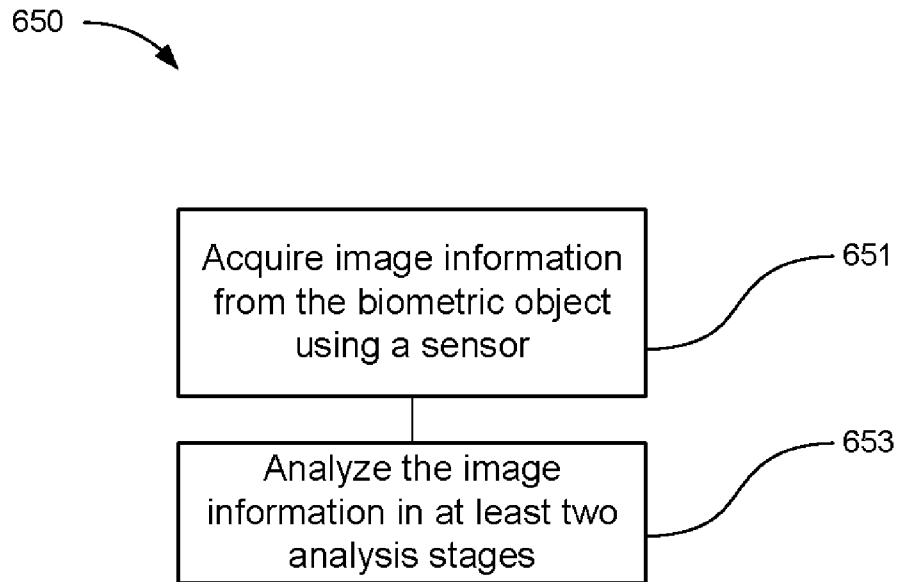 650
Acquire image information
from the biometric object
using a sensor
651
Analyze the image
information in at least two
analysis stages
653